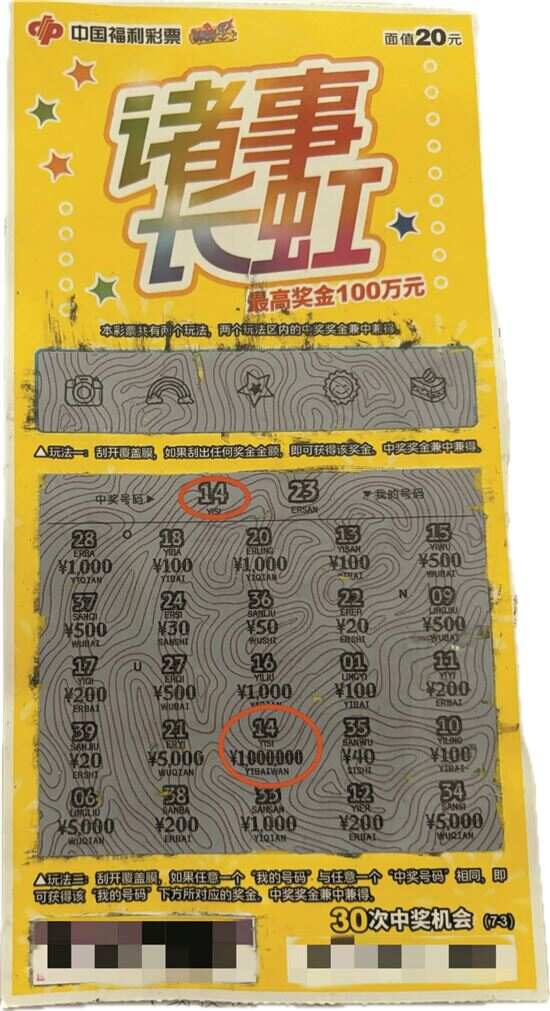 中国福利彩票 面值20元
诸事
长虹
最高奖金100万元
本彩票共有两个玩法,两个玩法区内的中奖奖金兼中兼得。
▲玩法一:刮开覆盖膜,如果刮出任何奖金金额,即可获得该奖金。中奖奖金兼中兼得。
中奖号码▶ 14 23 ▼我的号码
YISI ERSAN
28 18 20 13 15
ERBA YIBA ERLING YISAN YIWU
¥1,000 ¥100 ¥1,000 ¥100 ¥500
YIQIAN YIBAI YIQIAN YIBAI WUBAI
37 24 36 22 N 09
SANQI ERSI SANLIU ERER LINGJIU
¥500 ¥30 ¥50 ¥20 ¥500
WUBAI SANSHI WUSHI ERSHI WUBAI
17 U 27 16 01 11
YIQI ERQI YILIU LINGYI YIYI
¥200 ¥500 ¥1,000 ¥100 ¥200
ERBAI WUBAI YIQIAN YIBAI ERBAI
39 21 14 35 10
SANJIU ERYI YISI SANWU YILING
¥20 ¥5,000 ¥1,000,000 ¥40 ¥100
ERSHI WUQIAN YIBAIWAN SISHI YIBAI
06 38 33 12 34
LINGLIU SANBA SANSAN YIER SANSI
¥5,000 ¥200 ¥1,000 ¥200 ¥5,000
WUQIAN ERBAI YIQIAN ERBAI WUQIAN
▲玩法二:刮开覆盖膜,如果任意一个“我的号码”与任意一个“中奖号码”相同,即
可获得该“我的号码”下方所对应的奖金。中奖奖金兼中兼得。
30次中奖机会 (7-3)